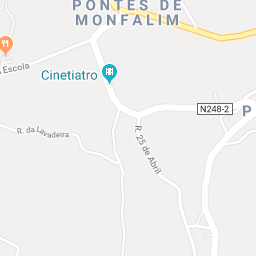 PONTES DE
MONFALIM
Cinetiatro
Escola
N248-2
P
R. da Lavadeira
R. 25 de Abril